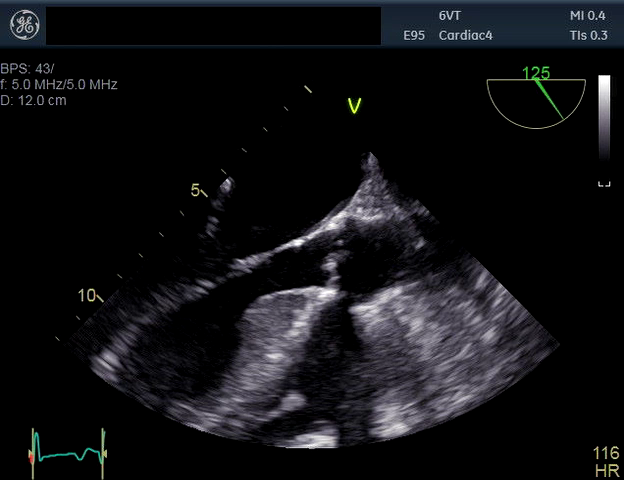 GE
6VT
MI 0.4
E95 Cardiac4
TIs 0.3
BPS: 43/
f: 5.0 MHz/5.0 MHz
D: 12.0 cm
125
V
5
10
116
HR